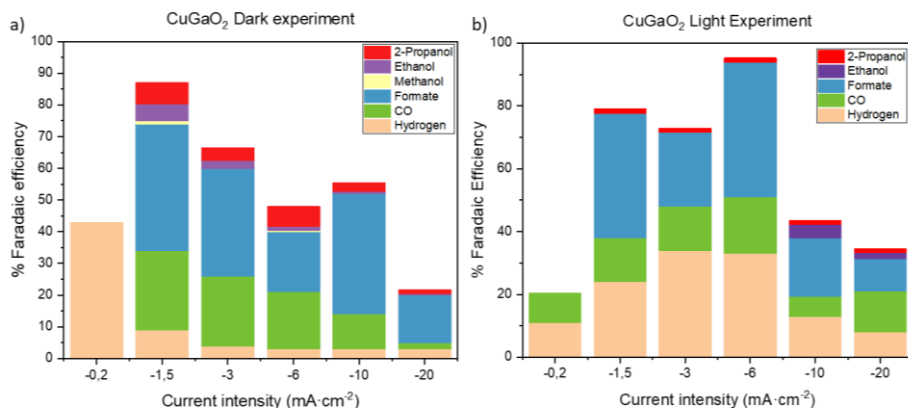 a)
CuGaO₂ Dark experiment
% Faradaic efficiency
100
90
80
70
60
50
40
30
20
10
0
2-Propanol
Ethanol
Methanol
Formate
CO
Hydrogen
-0,2 -1,5 -3 -6 -10 -20
Current intensity (mA·cm⁻²)
b)
CuGaO₂ Light Experiment
% Faradaic Efficiency
100
80
60
40
20
0
2-Propanol
Ethanol
Formate
CO
Hydrogen
-0,2 -1,5 -3 -6 -10 -20
Current intensity (mA·cm⁻²)